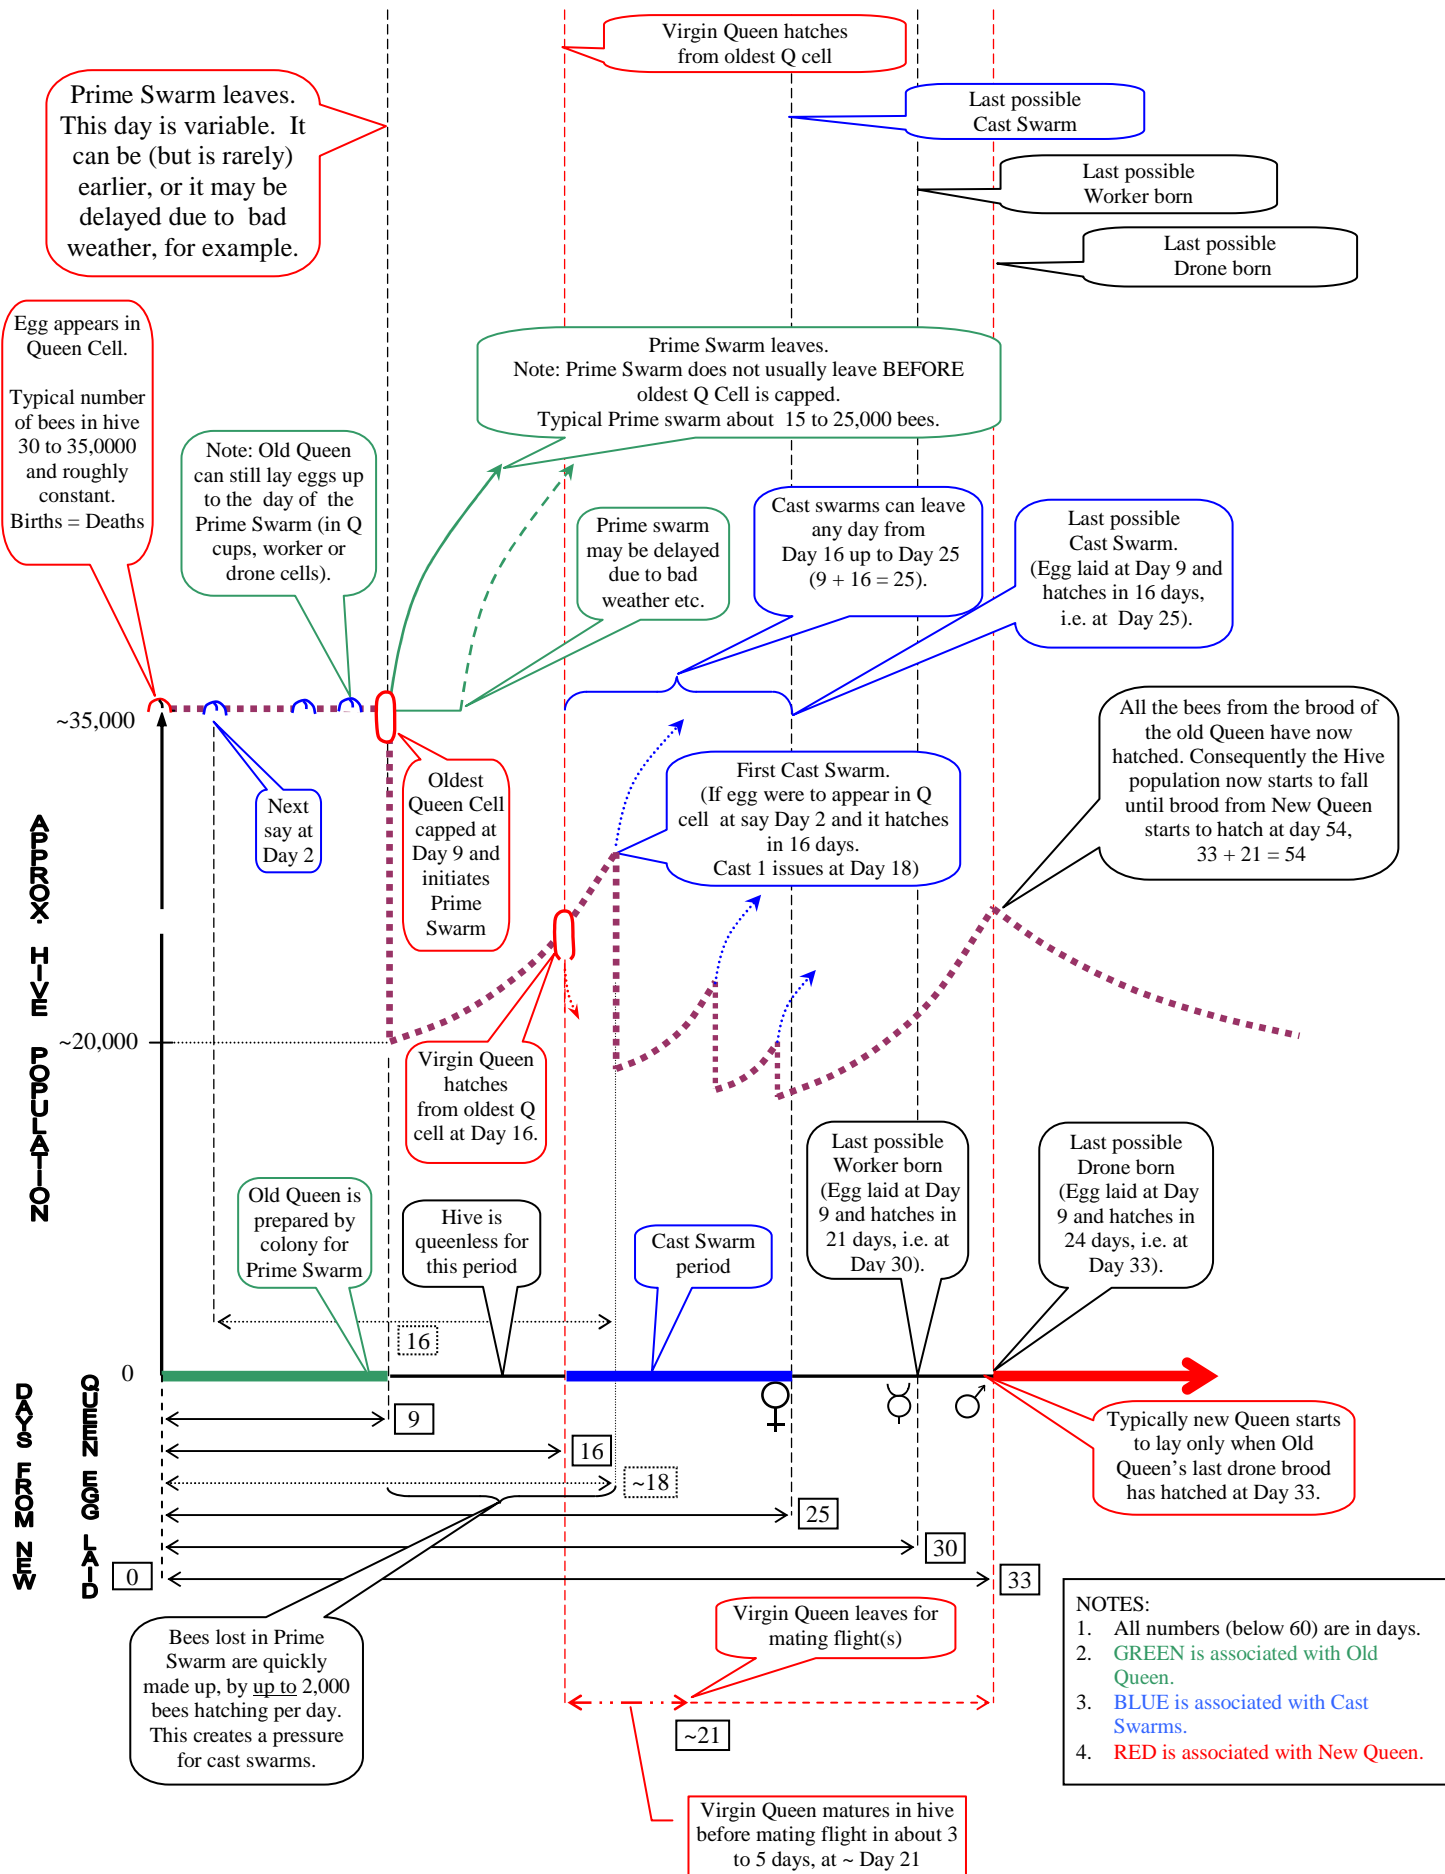 Virgin Queen hatches
from oldest Q cell
Prime Swarm leaves.
This day is variable.  It
can be (but is rarely)
earlier, or it may be
delayed due to  bad
weather, for example.
Last possible
Cast Swarm
Last possible
Worker born
Last possible
Drone born
Egg appears in
Queen Cell.
Typical number
of bees in hive
30 to 35,0000
and roughly
constant.
Births = Deaths
Prime Swarm leaves.
Note: Prime Swarm does not usually leave BEFORE
oldest Q Cell is capped.
Typical Prime swarm about  15 to 25,000 bees.
Note: Old Queen
can still lay eggs up
to the  day of  the
Prime Swarm (in Q
cups, worker or
drone cells).
Prime swarm
may be delayed
due to bad
weather etc.
Cast swarms can leave
any day from
Day 16 up to Day 25
(9 + 16 = 25).
Last possible
Cast Swarm.
(Egg laid at Day 9 and
hatches in 16 days,
i.e. at  Day 25).
~35,000
Next
say at
Day 2
Oldest
Queen Cell
capped at
Day 9 and
initiates
Prime
Swarm
First Cast Swarm.
(If egg were to appear in Q
cell  at say Day 2 and it hatches
in 16 days.
Cast 1 issues at Day 18)
All the bees from the brood of
the old Queen have now
hatched. Consequently the Hive
population now starts to fall
until brood from New Queen
starts to hatch at day 54,
33 + 21 = 54
APPROX. HIVE POPULATION
~20,000
Virgin Queen
hatches
from oldest Q
cell at Day 16.
Last possible
Worker born
(Egg laid at Day
9 and hatches in
21 days, i.e. at
Day 30).
Last possible
Drone born
(Egg laid at Day
9 and hatches in
24 days, i.e. at
Day 33).
Old Queen is
prepared by
colony for
Prime Swarm
Hive is
queenless for
this period
Cast Swarm
period
16
0
DAYS FROM NEW
QUEEN EGG LAID
9
16
~18
25
30
0
33
Typically new Queen starts
to lay only when Old
Queen’s last drone brood
has hatched at Day 33.
Bees lost in Prime
Swarm are quickly
made up, by up to 2,000
bees hatching per day.
This creates a pressure
for cast swarms.
Virgin Queen leaves for
mating flight(s)
~21
Virgin Queen matures in hive
before mating flight in about 3
to 5 days, at ~ Day 21
NOTES:
1. All numbers (below 60) are in days.
2. GREEN is associated with Old
Queen.
3. BLUE is associated with Cast
Swarms.
4. RED is associated with New Queen.